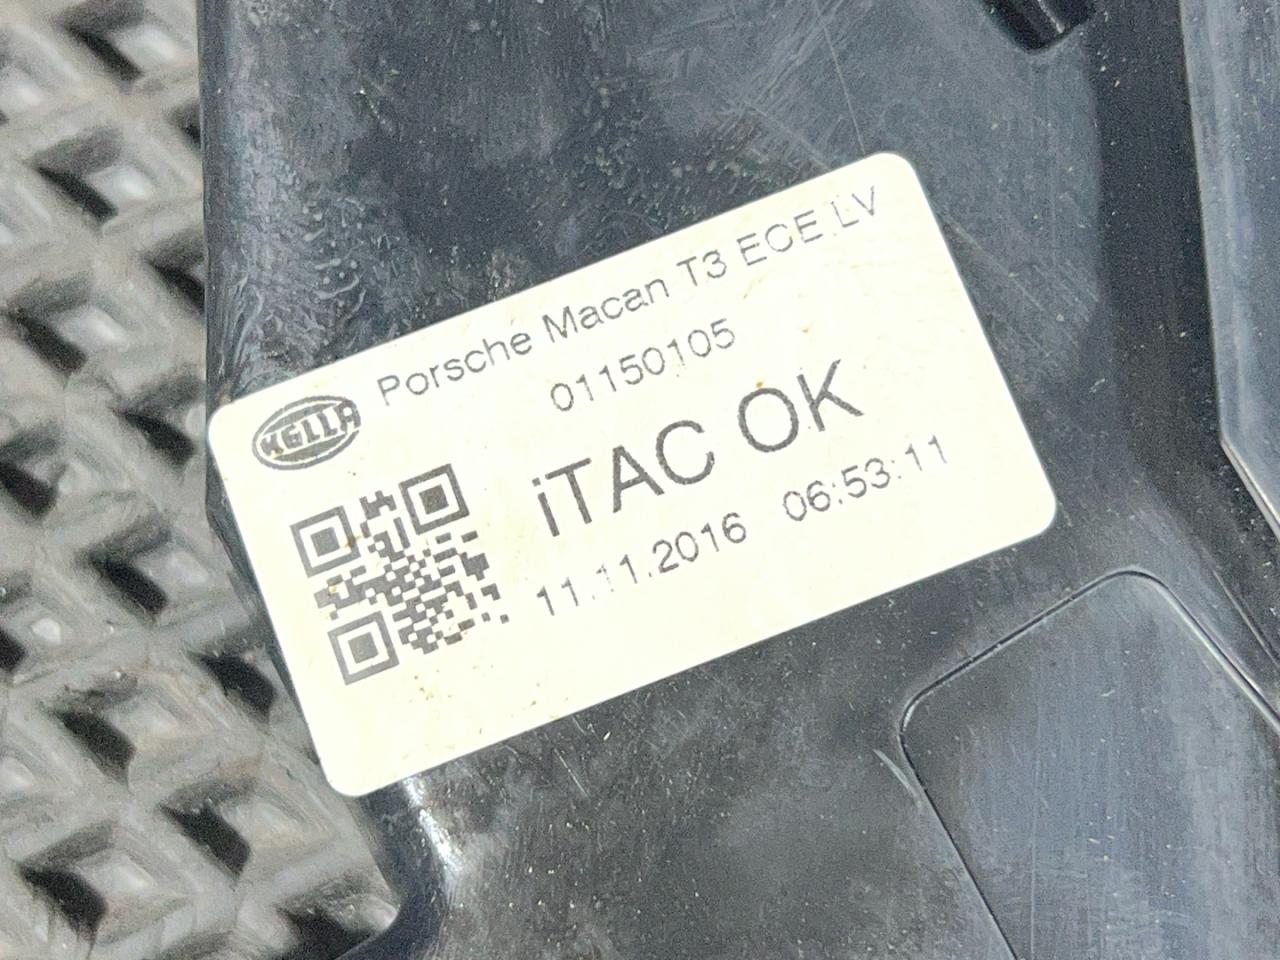 Porsche Macan T3 ECE LV
HELLA
01150105
iTAC OK
11.11.2016 06:53:11